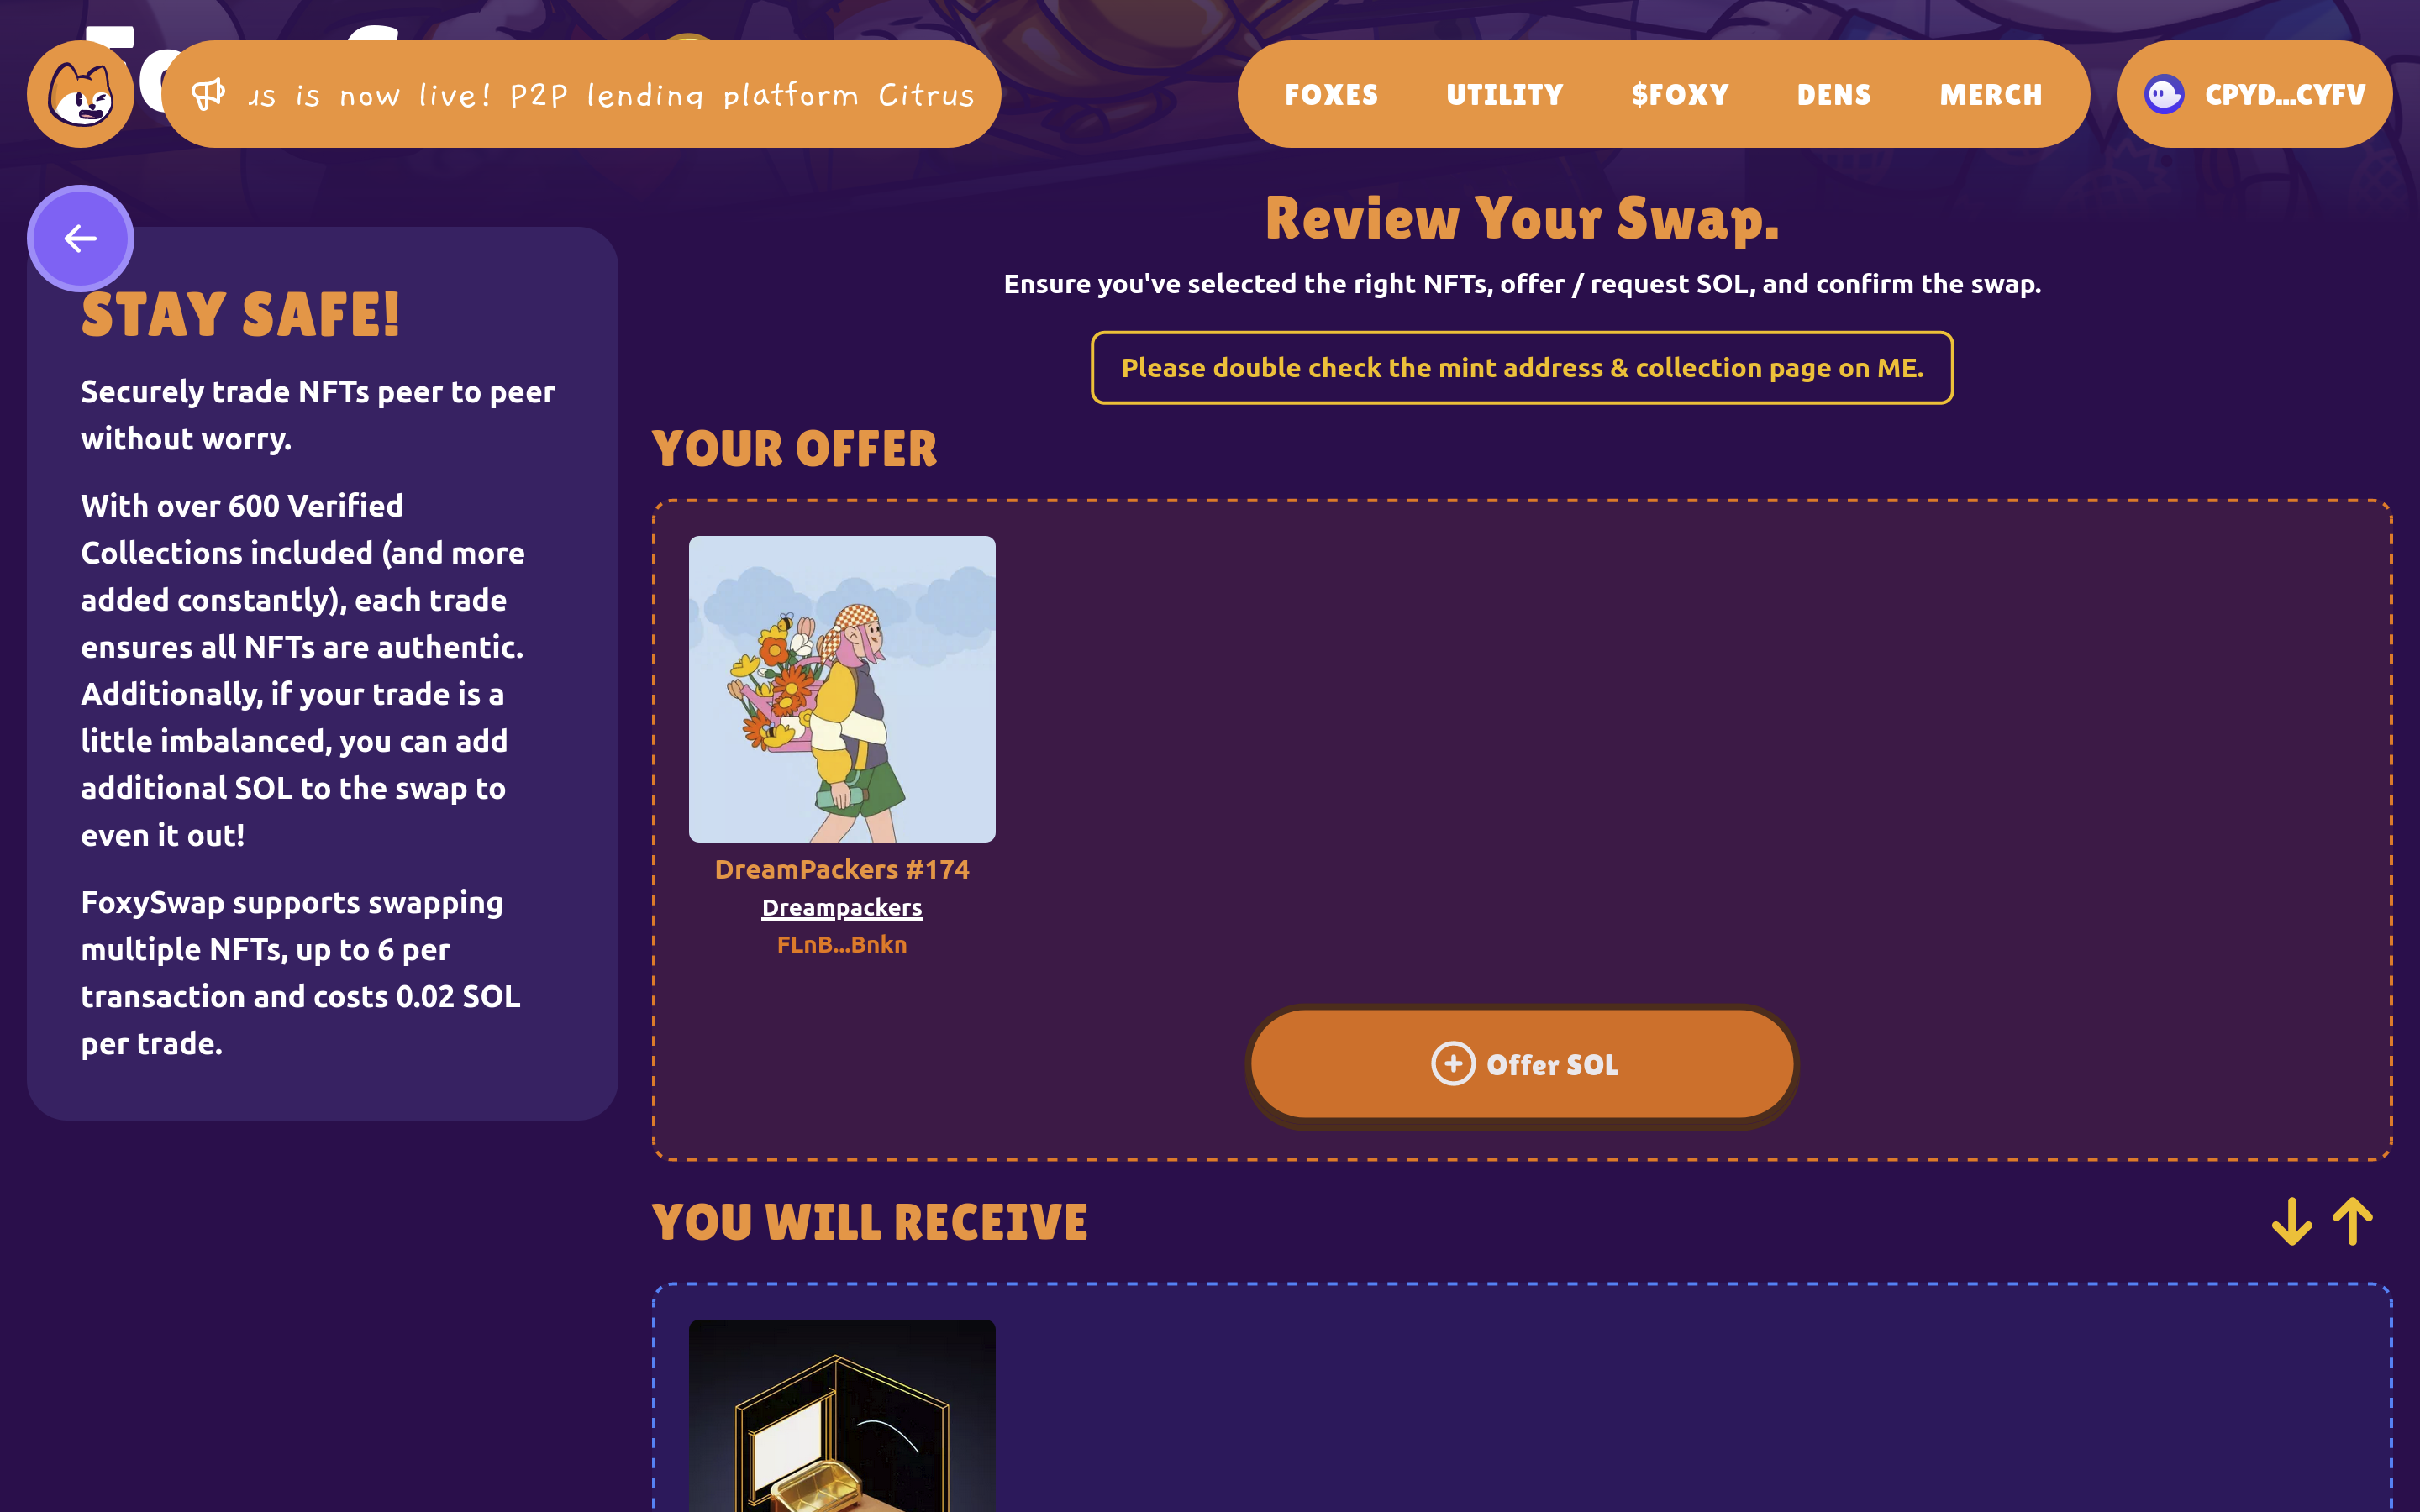 us is now live! P2P lending platform Citrus
FOXES
UTILITY
$FOXY
DENS
MERCH
CPYD...CYFV
STAY SAFE!
Securely trade NFTs peer to peer
without worry.
With over 600 Verified
Collections included (and more
added constantly), each trade
ensures all NFTs are authentic.
Additionally, if your trade is a
little imbalanced, you can add
additional SOL to the swap to
even it out!
FoxySwap supports swapping
multiple NFTs, up to 6 per
transaction and costs 0.02 SOL
per trade.
Review Your Swap.
Ensure you've selected the right NFTs, offer / request SOL, and confirm the swap.
Please double check the mint address & collection page on ME.
YOUR OFFER
DreamPackers #174
Dreampackers
FLnB...Bnkn
Offer SOL
YOU WILL RECEIVE